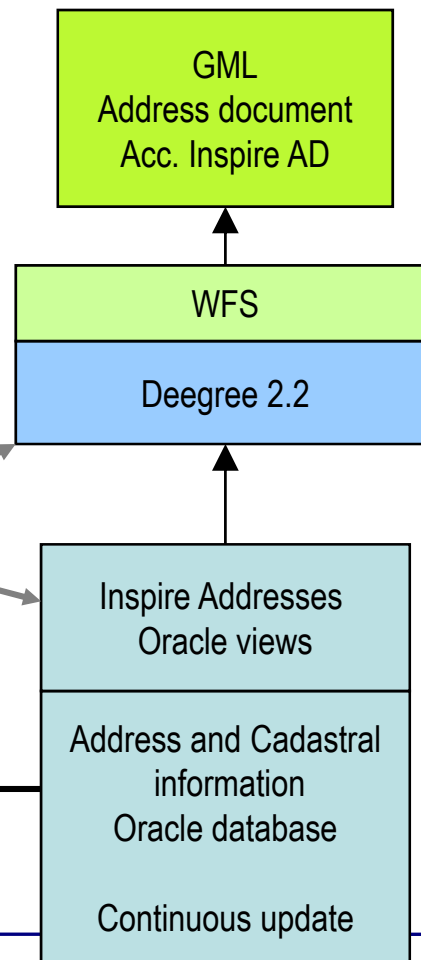 GML
Address document
Acc. Inspire AD
WFS
Deegree 2.2
Inspire Addresses
Oracle views
Address and Cadastral
information
Oracle database
Continuous update